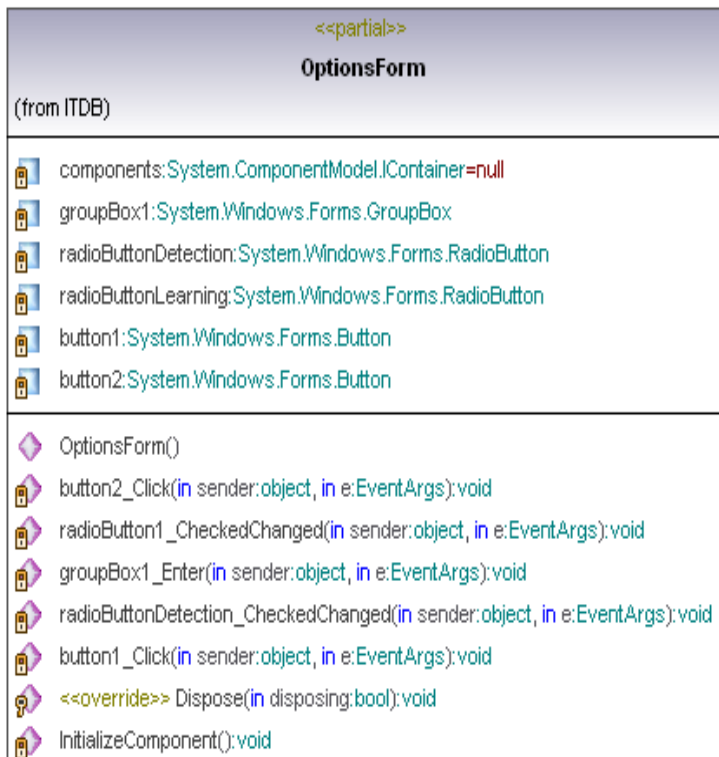 <<partial>>
OptionsForm
(from ITDB)
components:System.ComponentModel.IContainer=null
groupBox1:System.Windows.Forms.GroupBox
radioButtonDetection:System.Windows.Forms.RadioButton
radioButtonLearning:System.Windows.Forms.RadioButton
button1:System.Windows.Forms.Button
button2:System.Windows.Forms.Button
OptionsForm()
button2_Click(in sender:object, in e:EventArgs):void
radioButton1_CheckedChanged(in sender:object, in e:EventArgs):void
groupBox1_Enter(in sender:object, in e:EventArgs):void
radioButtonDetection_CheckedChanged(in sender:object, in e:EventArgs):void
button1_Click(in sender:object, in e:EventArgs):void
<<override>> Dispose(in disposing:bool):void
InitializeComponent():void